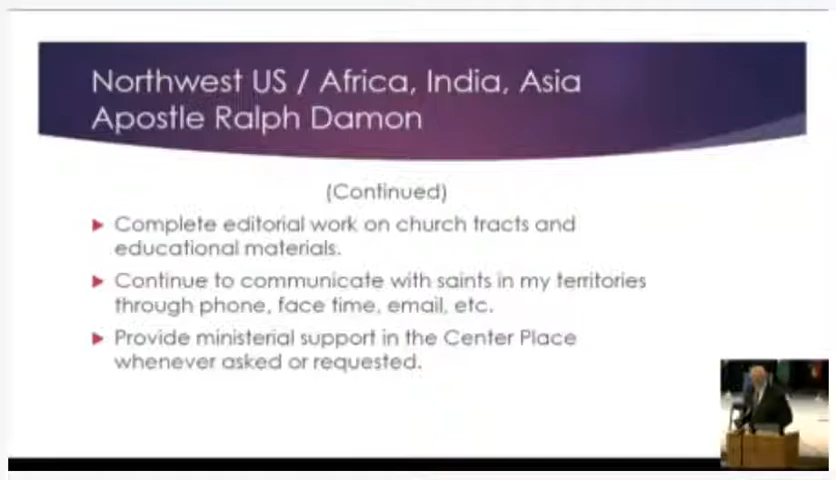 Northwest US / Africa, India, Asia
Apostle Ralph Damon
(Continued)
Complete editorial work on church tracts and
educational materials.
Continue to communicate with saints in my territories
through phone, face time, email, etc.
Provide ministerial support in the Center Place
whenever asked or requested.